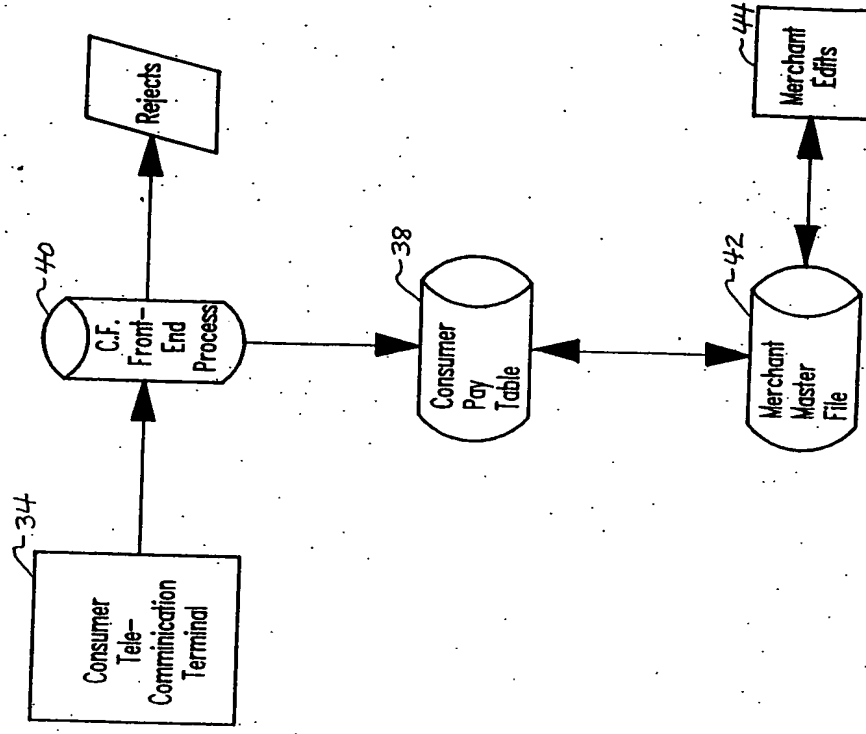 ~34
Consumer
Tele-
Comminication
Terminal
~40
C.F.
Front-
End
Process
Rejects
~38
Consumer
Pay
Table
~42
Merchant
Master
File
~44
Merchant
Edits